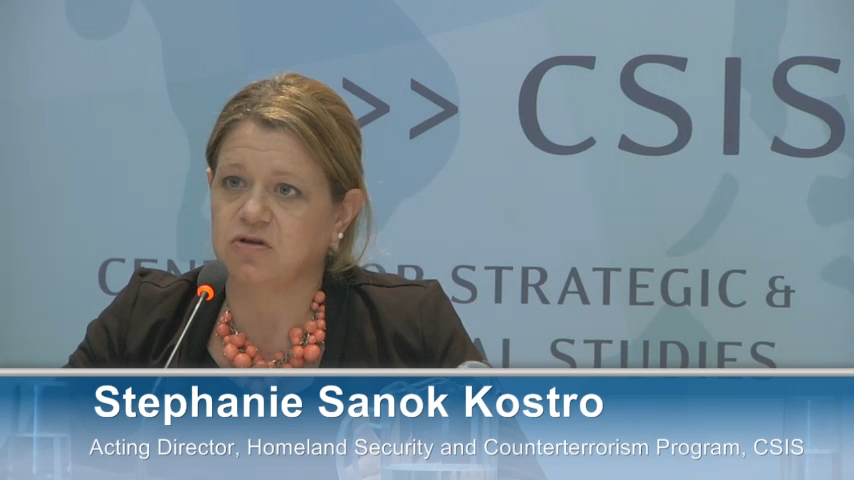 >> CSIS
STRATEGIC &
STUDIES
Stephanie Sanok Kostro
Acting Director, Homeland Security and Counterterrorism Program, CSIS